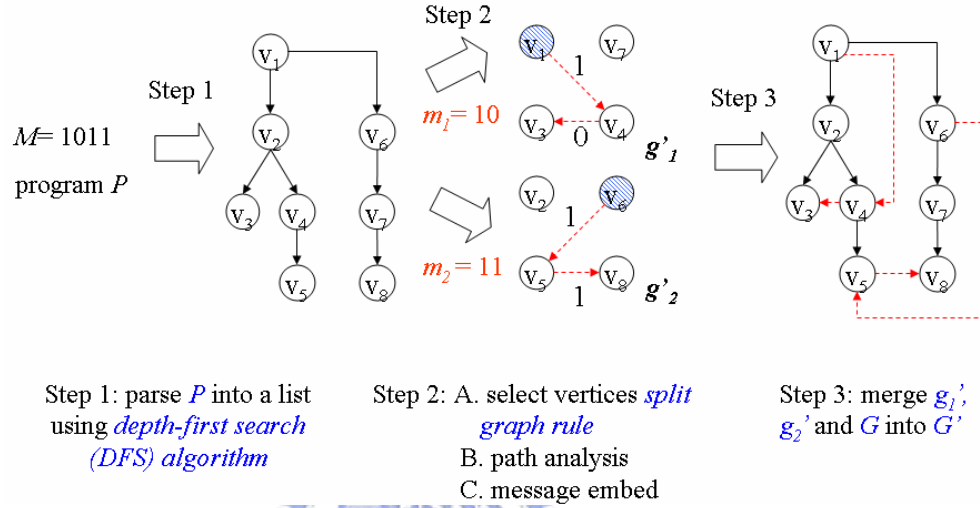 Step 1
M= 1011
program P
v1
v2
v6
v3
v4
v7
v5
v8
Step 2
m1 = 10
v1
v7
1
v3
v4
0
g'1
m2 = 11
v2
v6
1
v5
v8
1
g'2
Step 3
v1
v2
v6
v3
v4
v7
v5
v8
Step 1: parse P into a list
using depth-first search
(DFS) algorithm
Step 2: A. select vertices split
graph rule
B. path analysis
C. message embed
Step 3: merge g1',
g2' and G into G'